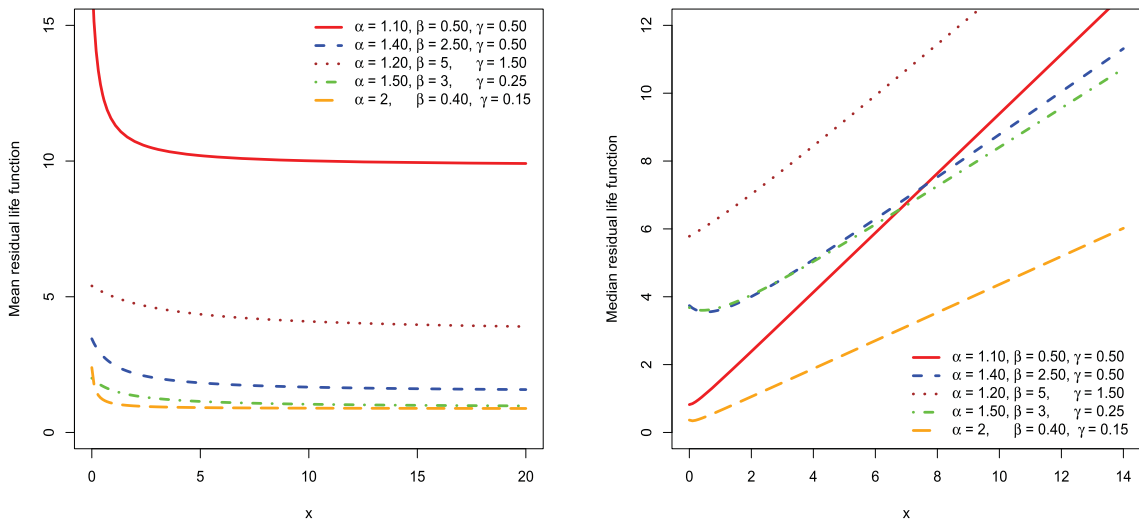 Mean residual life function
15
10
5
0
α = 1.10, β = 0.50, γ = 0.50
α = 1.40, β = 2.50, γ = 0.50
α = 1.20, β = 5, γ = 1.50
α = 1.50, β = 3, γ = 0.25
α = 2, β = 0.40, γ = 0.15
0 5 10 15 20
x
Median residual life function
12
10
8
6
4
2
0
α = 1.10, β = 0.50, γ = 0.50
α = 1.40, β = 2.50, γ = 0.50
α = 1.20, β = 5, γ = 1.50
α = 1.50, β = 3, γ = 0.25
α = 2, β = 0.40, γ = 0.15
0 2 4 6 8 10 12 14
x